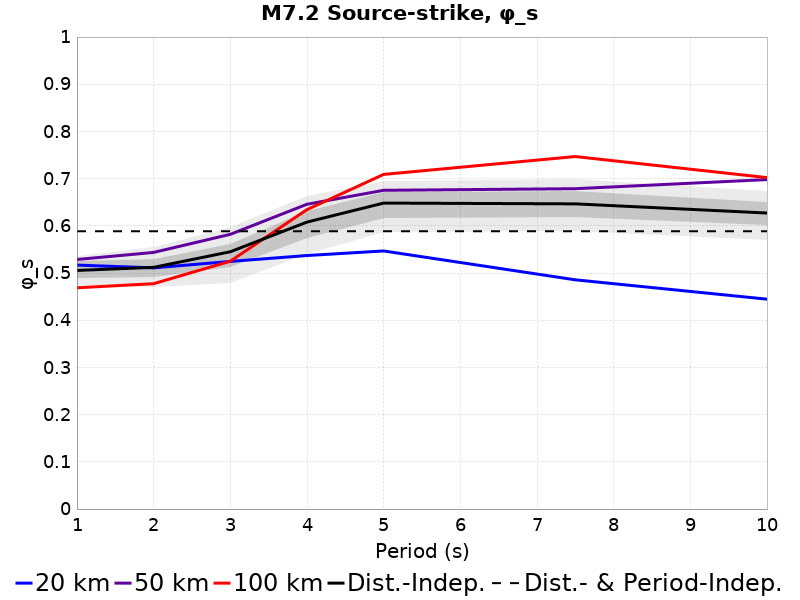 M7.2 Source-strike, φ_s
1
0.9
0.8
0.7
0.6
0.5
0.4
0.3
0.2
0.1
0
φ_s
1 2 3 4 5 6 7 8 9 10
Period (s)
20 km 50 km 100 km Dist.-Indep. Dist.- & Period-Indep.